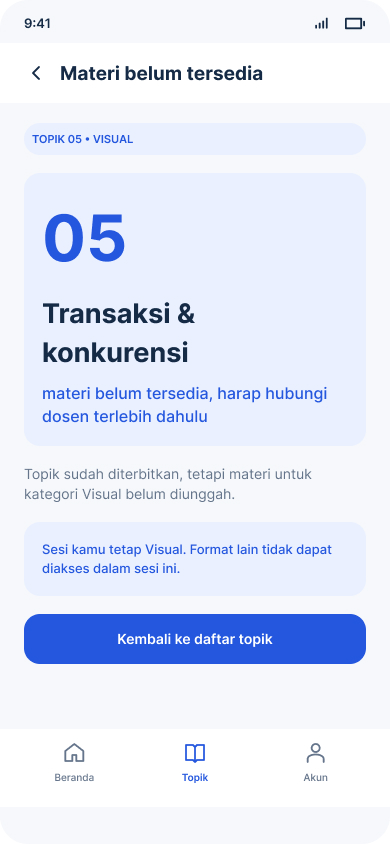 9:41
Materi belum tersedia
TOPIK 05 • VISUAL
05
Transaksi &
konkurensi
materi belum tersedia, harap hubungi
dosen terlebih dahulu
Topik sudah diterbitkan, tetapi materi untuk
kategori Visual belum diunggah.
Sesi kamu tetap Visual. Format lain tidak dapat
diakses dalam sesi ini.
Kembali ke daftar topik
Beranda
Topik
Akun